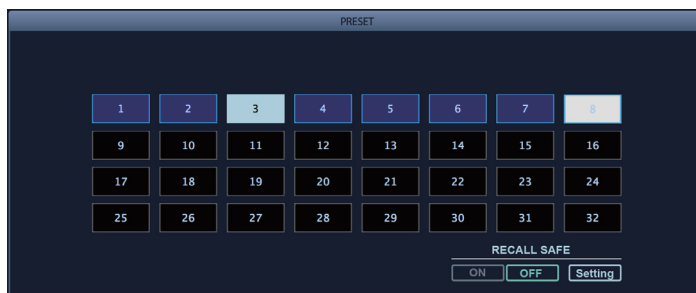 PRESET
1 2 3 4 5 6 7 8
9 10 11 12 13 14 15 16
17 18 19 20 21 22 23 24
25 26 27 28 29 30 31 32
RECALL SAFE
ON OFF Setting